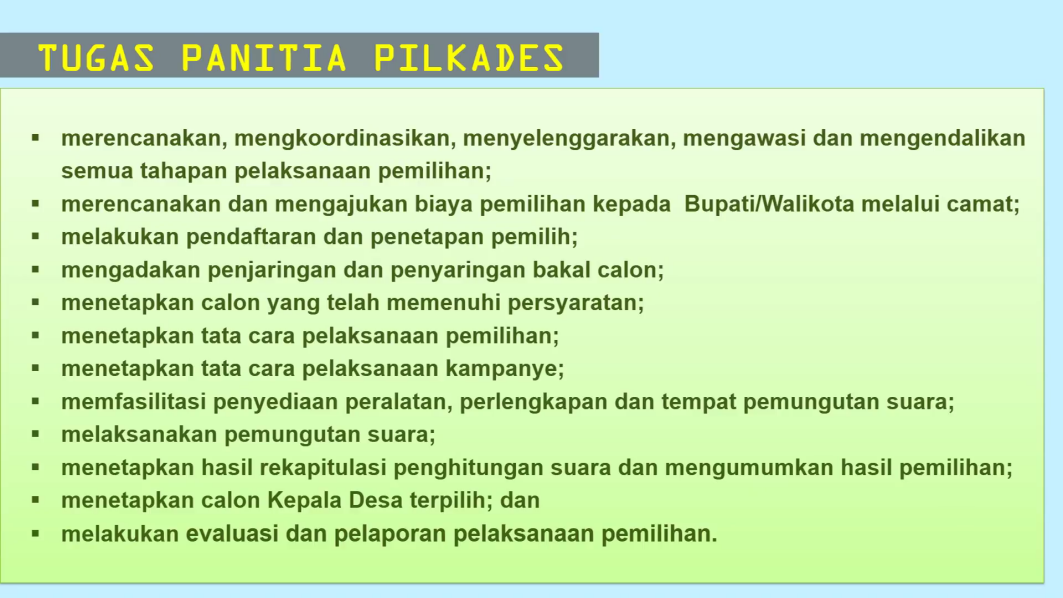 TUGAS PANITIA PILKADES
▪ merencanakan, mengkoordinasikan, menyelenggarakan, mengawasi dan mengendalikan
semua tahapan pelaksanaan pemilihan;
▪ merencanakan dan mengajukan biaya pemilihan kepada  Bupati/Walikota melalui camat;
▪ melakukan pendaftaran dan penetapan pemilih;
▪ mengadakan penjaringan dan penyaringan bakal calon;
▪ menetapkan calon yang telah memenuhi persyaratan;
▪ menetapkan tata cara pelaksanaan pemilihan;
▪ menetapkan tata cara pelaksanaan kampanye;
▪ memfasilitasi penyediaan peralatan, perlengkapan dan tempat pemungutan suara;
▪ melaksanakan pemungutan suara;
▪ menetapkan hasil rekapitulasi penghitungan suara dan mengumumkan hasil pemilihan;
▪ menetapkan calon Kepala Desa terpilih; dan
▪ melakukan evaluasi dan pelaporan pelaksanaan pemilihan.